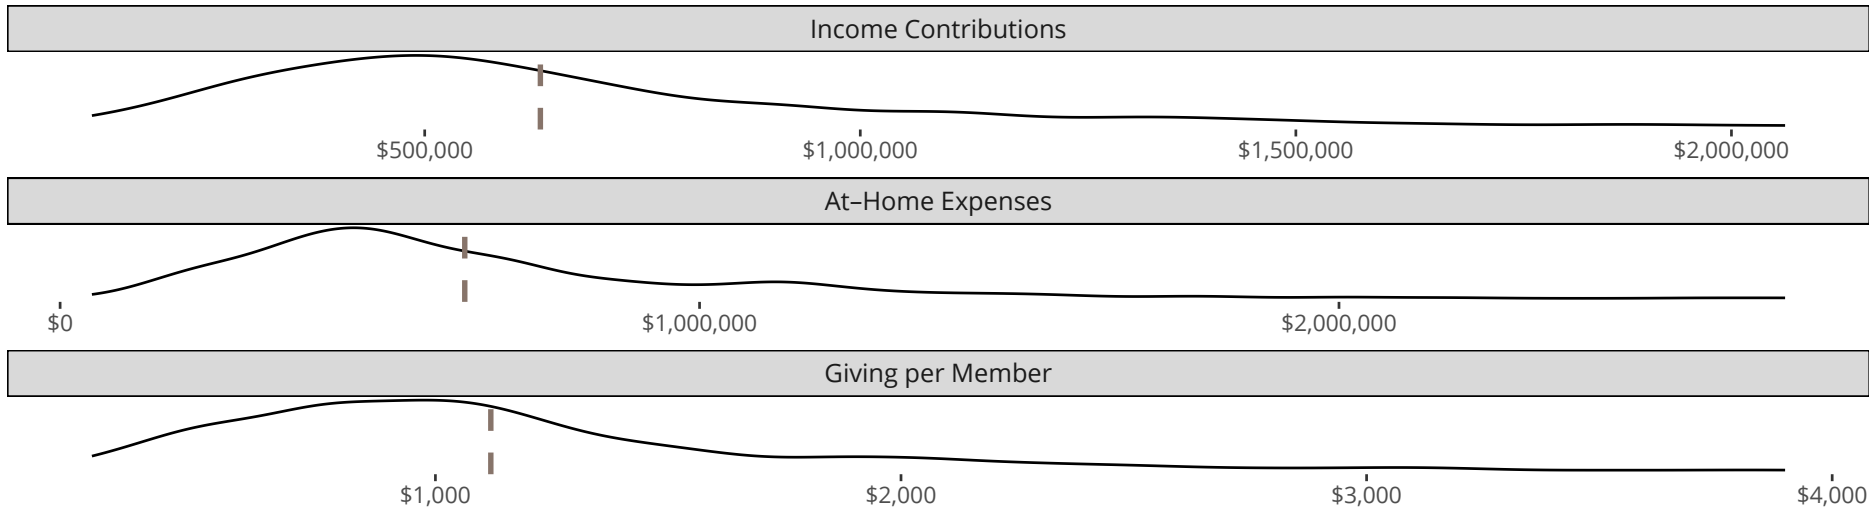 Income Contributions
$500,000 $1,000,000 $1,500,000 $2,000,000
At–Home Expenses
$0 $1,000,000 $2,000,000
Giving per Member
$1,000 $2,000 $3,000 $4,000